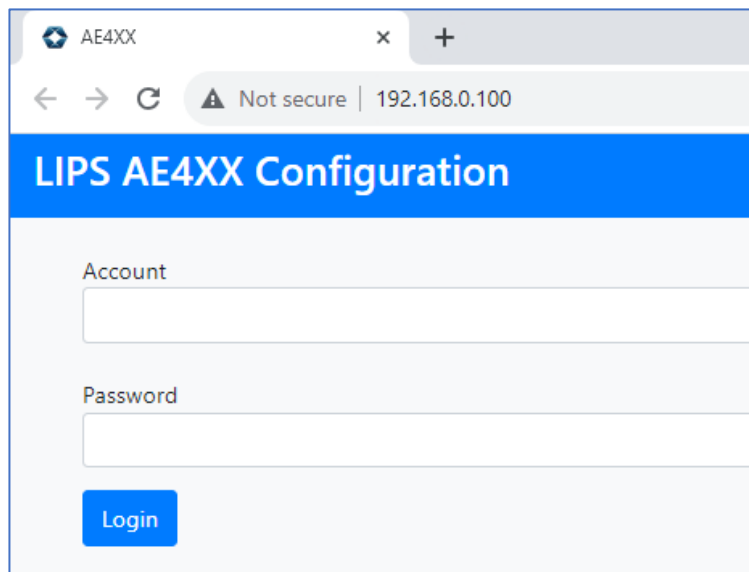 AE4XX
Not secure 192.168.0.100
LIPS AE4XX Configuration
Account
Password
Login